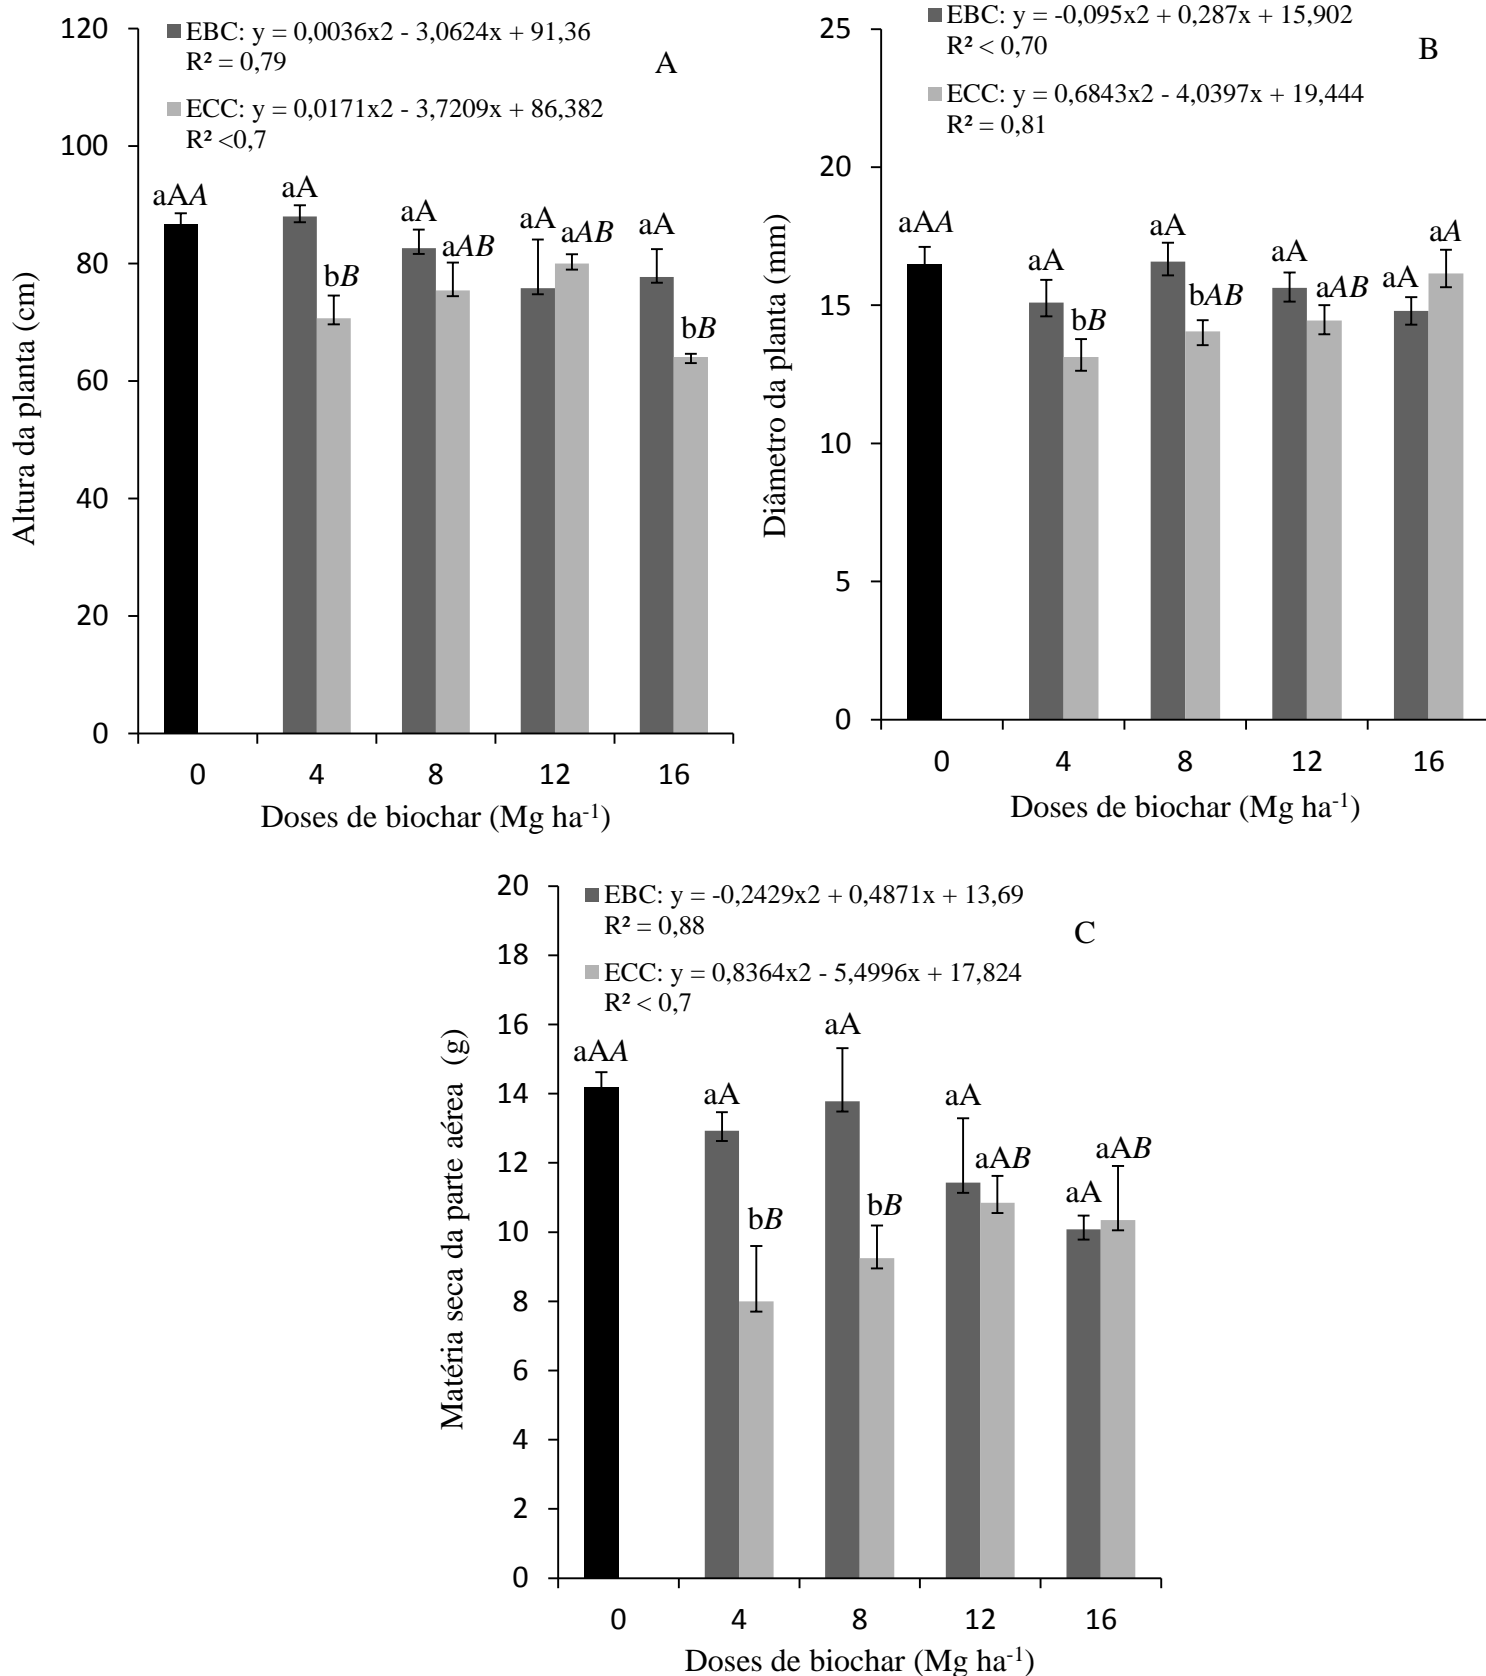 EBC: y = 0,0036x2 - 3,0624x + 91,36
R² = 0,79
A
ECC: y = 0,0171x2 - 3,7209x + 86,382
R² <0,7
120
100
80
60
40
20
0
Altura da planta (cm)
aAA
aA
bB
aA
aAB
aA
aAB
aA
bB
0 4 8 12 16
Doses de biochar (Mg ha-1)
EBC: y = -0,095x2 + 0,287x + 15,902
R² < 0,70
B
ECC: y = 0,6843x2 - 4,0397x + 19,444
R² = 0,81
25
20
15
10
5
0
Diâmetro da planta (mm)
aAA
aA
bB
aA
bAB
aA
aAB
aA
aA
0 4 8 12 16
Doses de biochar (Mg ha-1)
EBC: y = -0,2429x2 + 0,4871x + 13,69
R² = 0,88
C
ECC: y = 0,8364x2 - 5,4996x + 17,824
R² < 0,7
20
18
16
14
12
10
8
6
4
2
0
Matéria seca da parte aérea (g)
aAA
aA
bB
aA
bB
aA
aAB
aA
aAB
0 4 8 12 16
Doses de biochar (Mg ha-1)